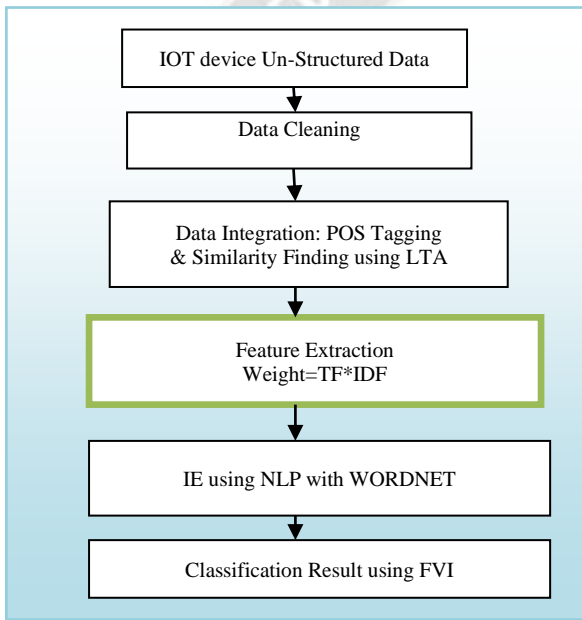 IOT device Un-Structured Data
Data Cleaning
Data Integration: POS Tagging
& Similarity Finding using LTA
Feature Extraction
Weight=TF*IDF
IE using NLP with WORDNET
Classification Result using FVI